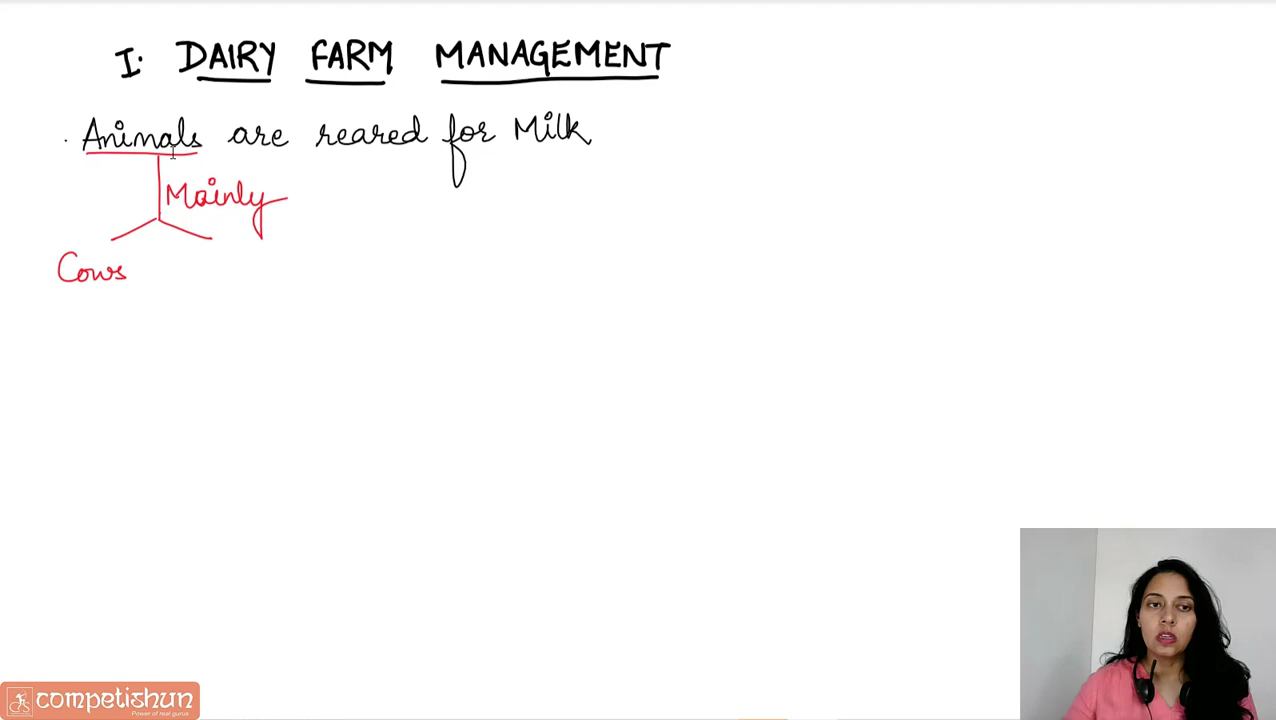 I. DAIRY FARM MANAGEMENT
. Animals are reared for Milk
Mainly
Cows
competishun
Power of real gurus